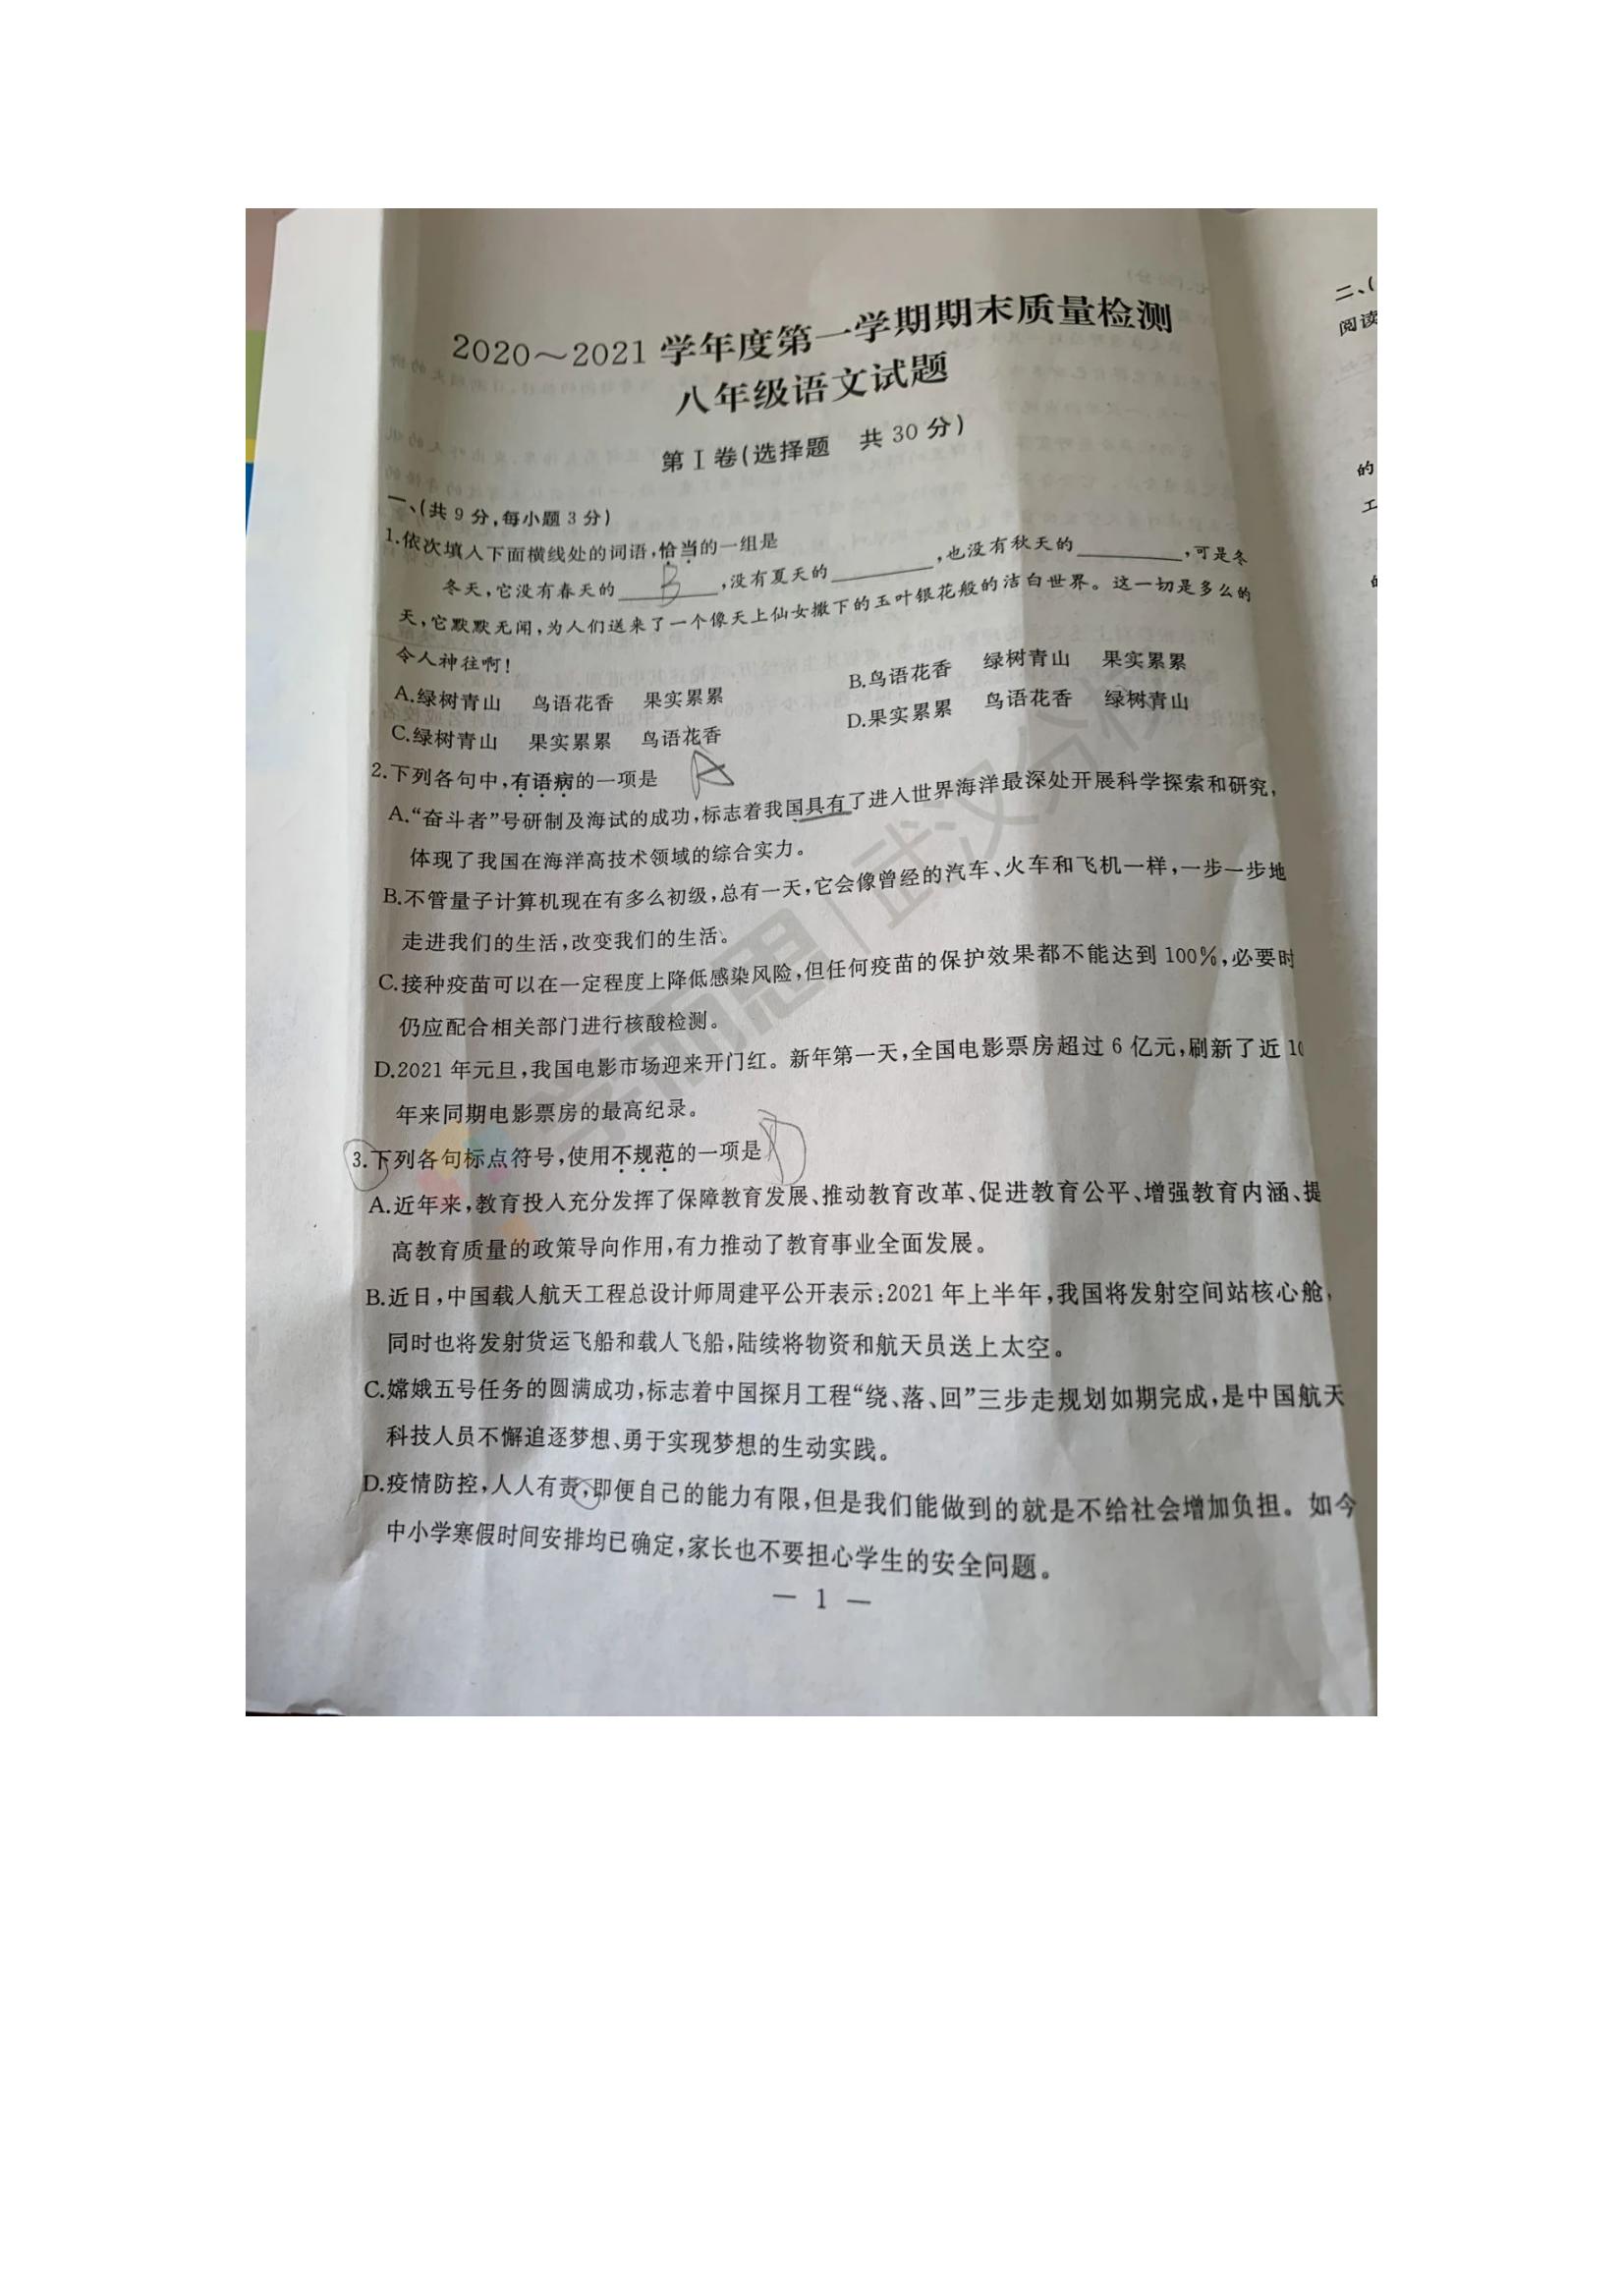 2020～2021 学年度第一学期期末质量检测
八年级语文试题
第 Ⅰ 卷(选择题 共 30 分)
一、(共 9 分,每小题 3 分)
1.依次填入下面横线处的词语,恰当的一组是
冬天,它没有春天的____B____,没有夏天的________,也没有秋天的________,可是冬
天,它默默无闻,为人们送来了一个像天上仙女撒下的玉叶银花般的洁白世界。这一切是多么的
令人神往啊!
A.绿树青山 鸟语花香 果实累累 B.鸟语花香 绿树青山 果实累累
C.绿树青山 果实累累 鸟语花香 D.果实累累 鸟语花香 绿树青山
2.下列各句中,有语病的一项是 A
A.“奋斗者”号研制及海试的成功,标志着我国具有了进入世界海洋最深处开展科学探索和研究,
体现了我国在海洋高技术领域的综合实力。
B.不管量子计算机现在有多么初级,总有一天,它会像曾经的汽车、火车和飞机一样,一步一步地
走进我们的生活,改变我们的生活。
C.接种疫苗可以在一定程度上降低感染风险,但任何疫苗的保护效果都不能达到 100%,必要时
仍应配合相关部门进行核酸检测。
D.2021 年元旦,我国电影市场迎来开门红。新年第一天,全国电影票房超过 6 亿元,刷新了近 10
年来同期电影票房的最高纪录。
3.下列各句标点符号,使用不规范的一项是 D
A.近年来,教育投入充分发挥了保障教育发展、推动教育改革、促进教育公平、增强教育内涵、提
高教育质量的政策导向作用,有力推动了教育事业全面发展。
B.近日,中国载人航天工程总设计师周建平公开表示:2021 年上半年,我国将发射空间站核心舱,
同时也将发射货运飞船和载人飞船,陆续将物资和航天员送上太空。
C.嫦娥五号任务的圆满成功,标志着中国探月工程“绕、落、回”三步走规划如期完成,是中国航天
科技人员不懈追逐梦想、勇于实现梦想的生动实践。
D.疫情防控,人人有责,即便自己的能力有限,但是我们能做到的就是不给社会增加负担。如今
中小学寒假时间安排均已确定,家长也不要担心学生的安全问题。
— 1 —
二、(
阅读
的
工
学而思|武汉分校